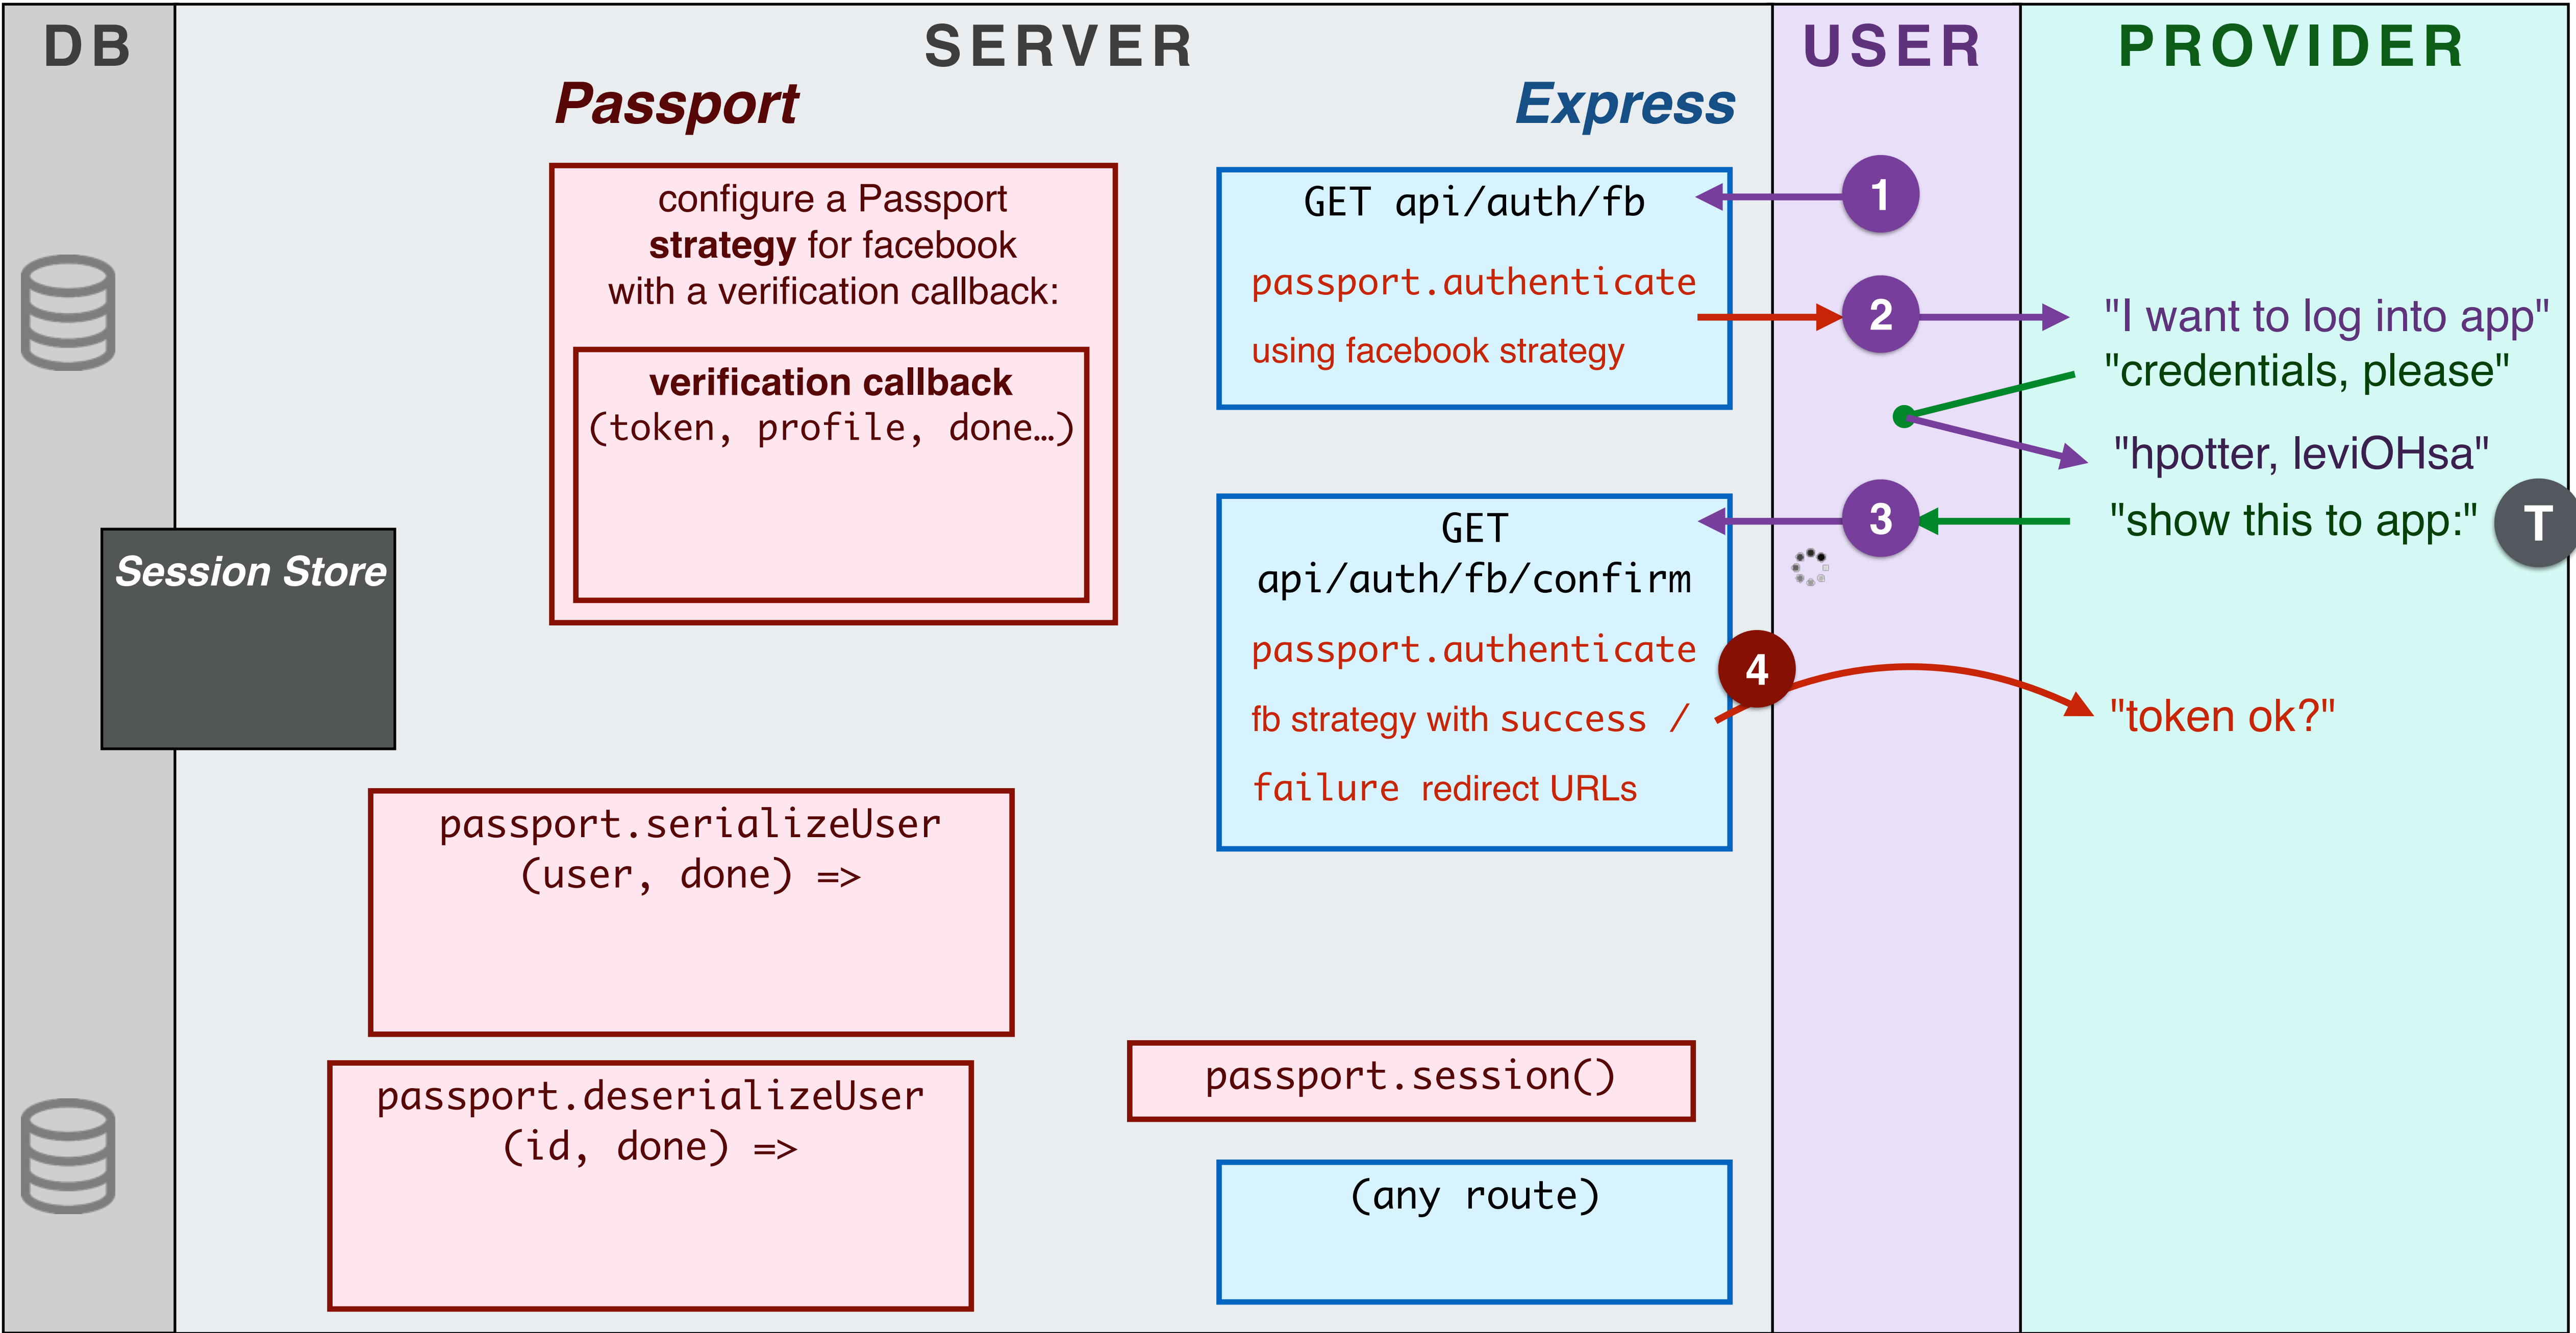 DB
SERVER
USER
PROVIDER
Passport
Express
configure a Passport
strategy for facebook
with a verification callback:
verification callback
(token, profile, done…)
GET api/auth/fb
passport.authenticate
using facebook strategy
1
2
"I want to log into app"
"credentials, please"
"hpotter, leviOHsa"
3
"show this to app:"
T
Session Store
GET
api/auth/fb/confirm
passport.authenticate
fb strategy with success /
failure redirect URLs
4
"token ok?"
passport.serializeUser
(user, done) =>
passport.deserializeUser
(id, done) =>
passport.session()
(any route)